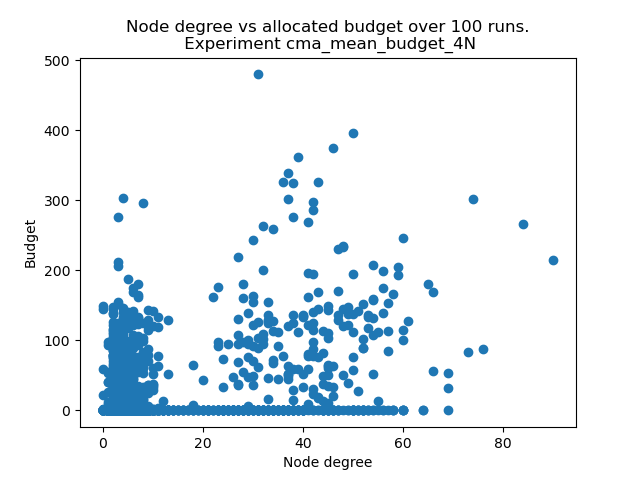 Node degree vs allocated budget over 100 runs.
Experiment cma_mean_budget_4N
500
400
300
200
100
0
Budget
0
20
40
60
80
Node degree